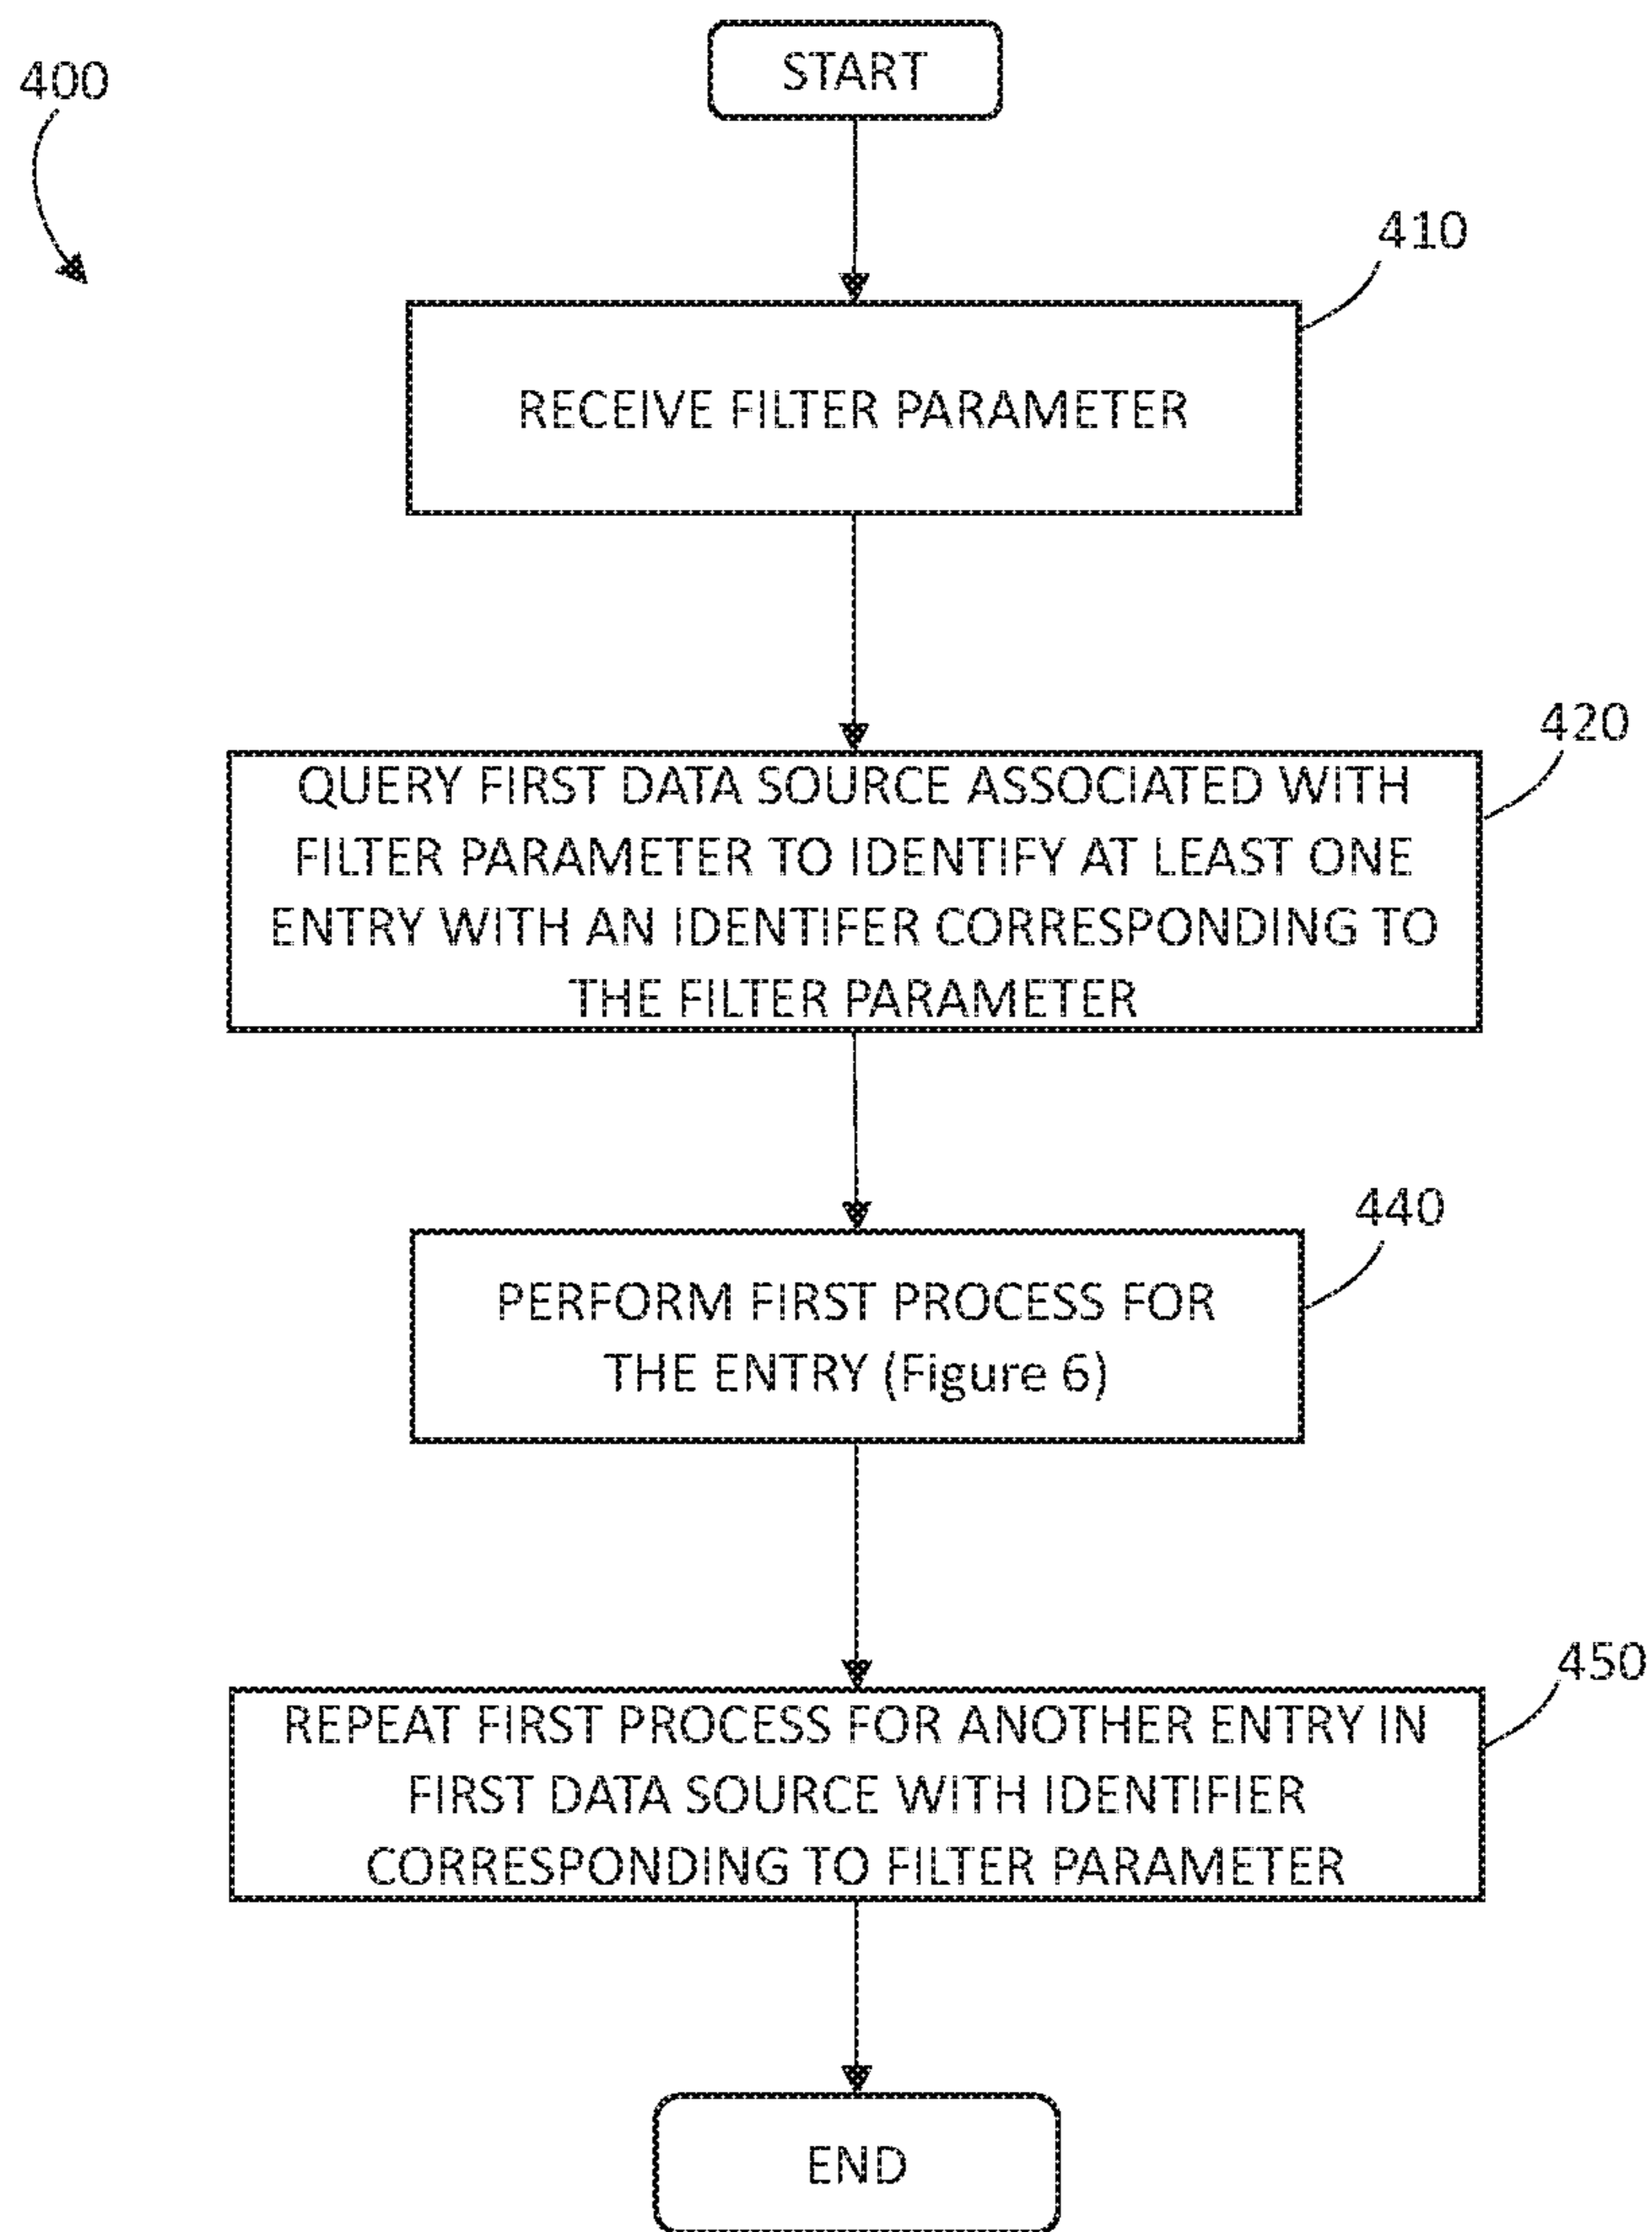 START
400
410
RECEIVE FILTER PARAMETER
420
QUERY FIRST DATA SOURCE ASSOCIATED WITH
FILTER PARAMETER TO IDENTIFY AT LEAST ONE
ENTRY WITH AN IDENTIFER CORRESPONDING TO
THE FILTER PARAMETER
440
PERFORM FIRST PROCESS FOR
THE ENTRY (Figure 6)
450
REPEAT FIRST PROCESS FOR ANOTHER ENTRY IN
FIRST DATA SOURCE WITH IDENTIFIER
CORRESPONDING TO FILTER PARAMETER
END